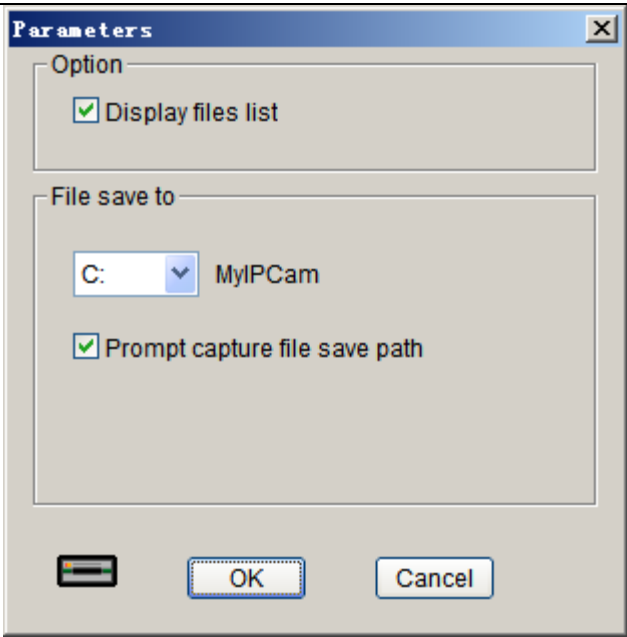 Parameters
Option
Display files list
File save to
C: MyIPCam
Prompt capture file save path
OK Cancel